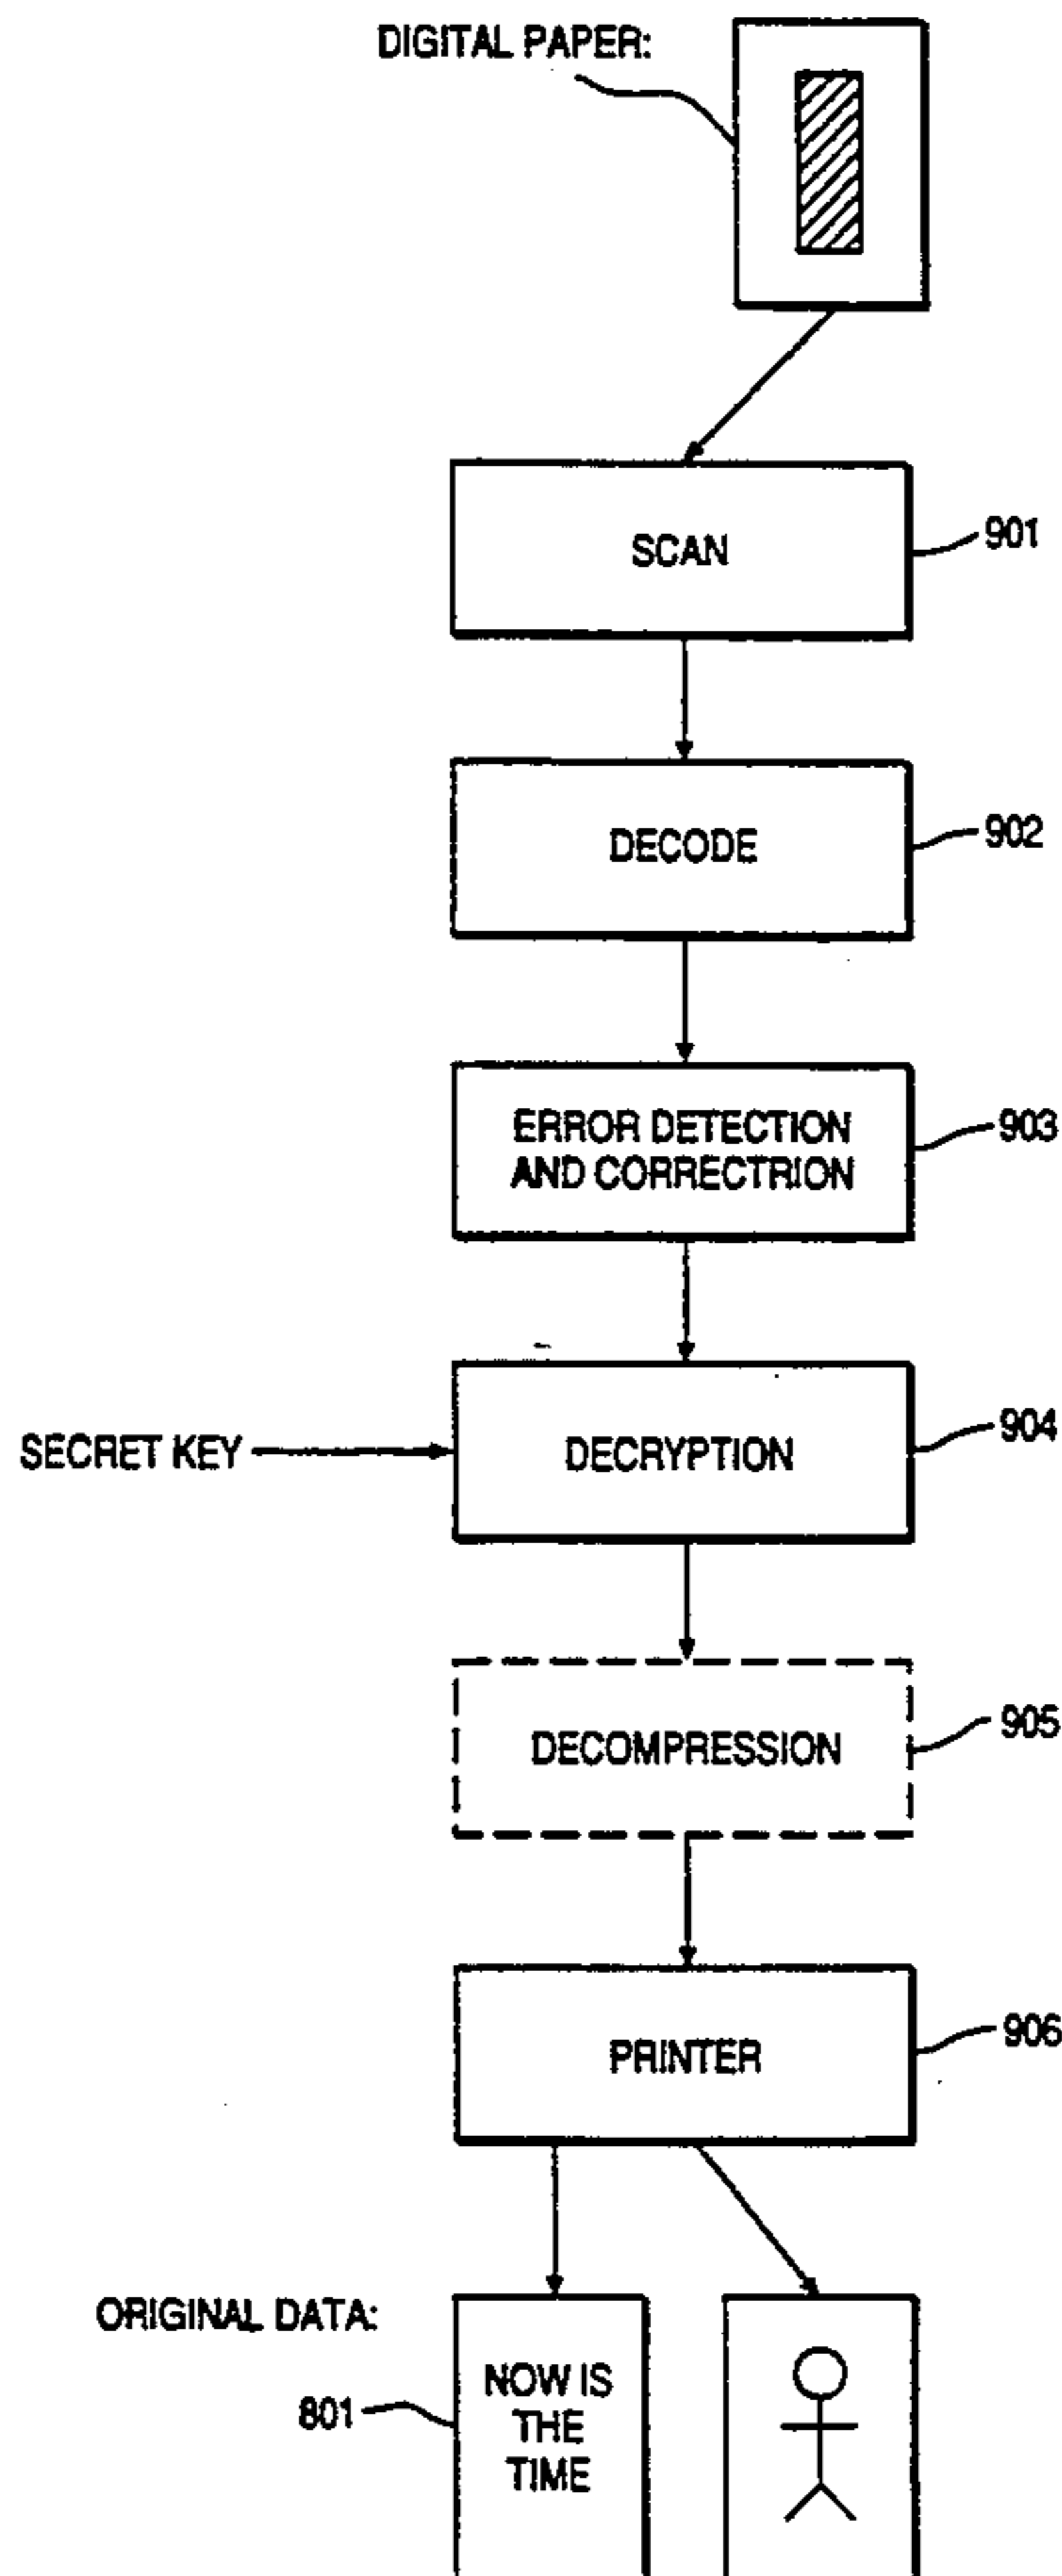 DIGITAL PAPER:
SCAN
901
DECODE
902
ERROR DETECTION
AND CORRECTRION
903
SECRET KEY
DECRYPTION
904
DECOMPRESSION
905
PRINTER
906
ORIGINAL DATA:
801
NOW IS
THE
TIME